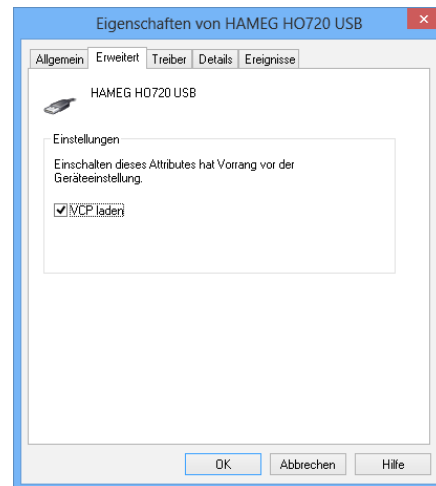 Eigenschaften von HAMEG HO720 USB
Allgemein Erweitert Treiber Details Ereignisse
HAMEG HO720 USB
Einstellungen
Einschalten dieses Attributes hat Vorrang vor der
Geräteeinstellung.
VCP laden
OK Abbrechen Hilfe